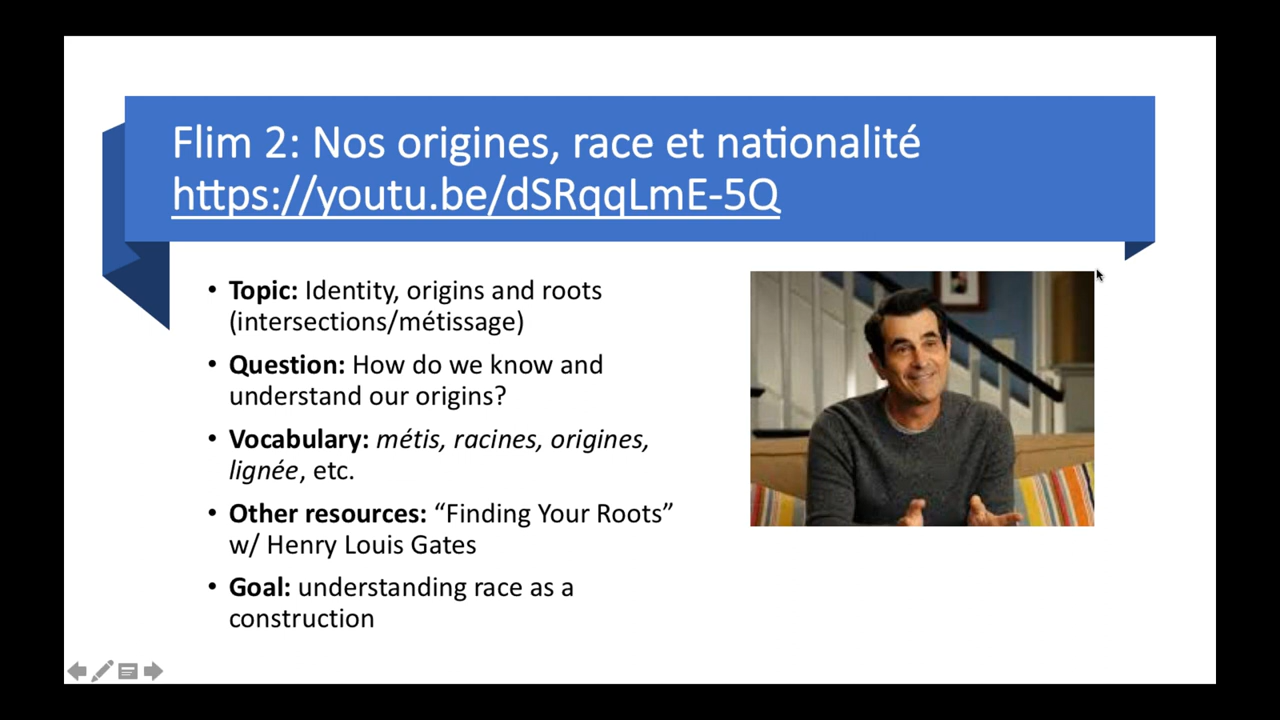 Flim 2: Nos origines, race et nationalité
https://youtu.be/dSRqqLmE-5Q
• Topic: Identity, origins and roots
(intersections/métissage)
• Question: How do we know and
understand our origins?
• Vocabulary: métis, racines, origines,
lignée, etc.
• Other resources: “Finding Your Roots”
w/ Henry Louis Gates
• Goal: understanding race as a
construction